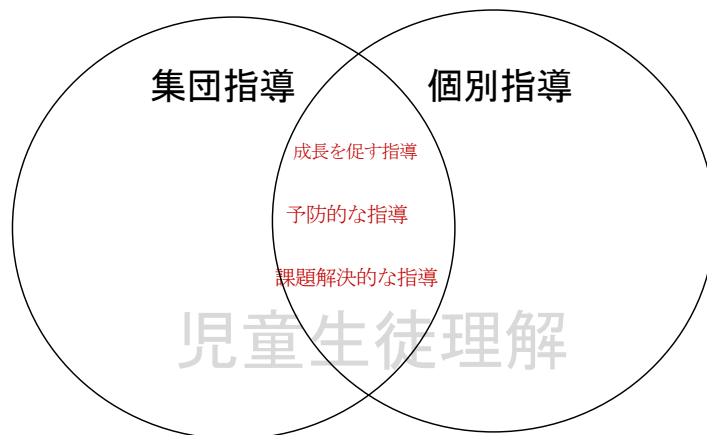 集団指導
個別指導
成長を促す指導
予防的な指導
課題解決的な指導
児童生徒理解